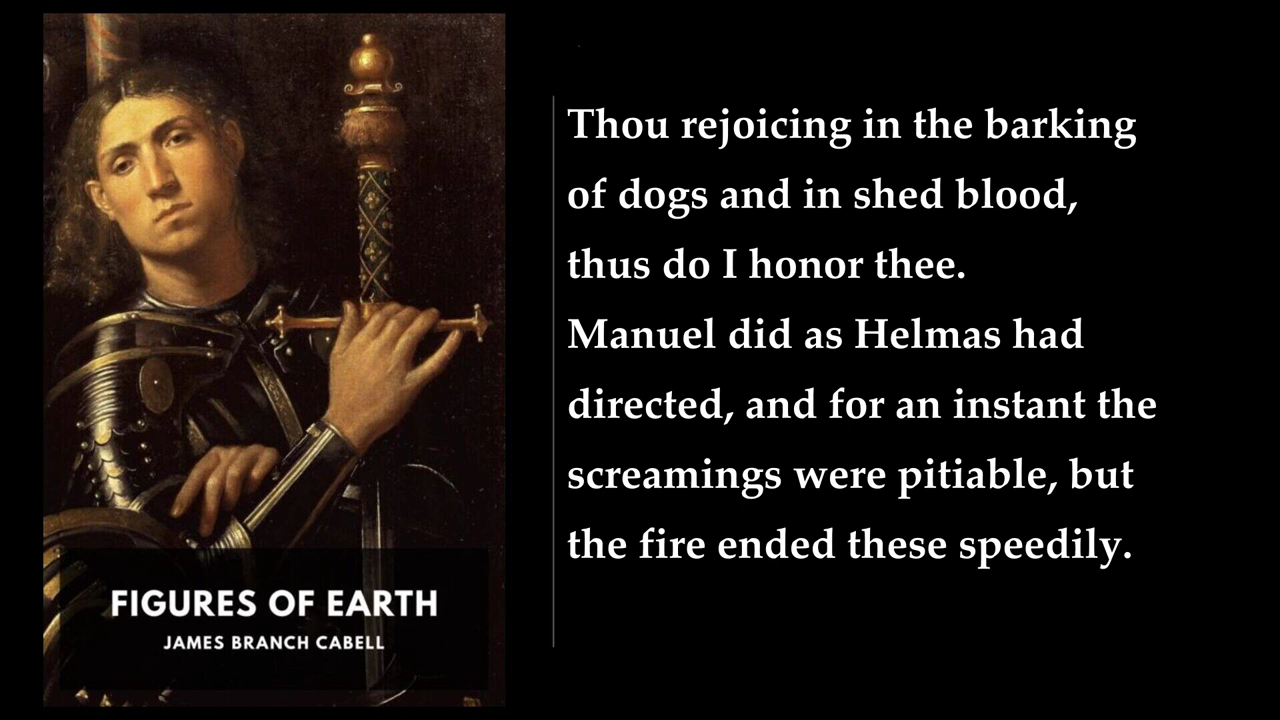 FIGURES OF EARTH
JAMES BRANCH CABELL
Thou rejoicing in the barking
of dogs and in shed blood,
thus do I honor thee.
Manuel did as Helmas had
directed, and for an instant the
screamings were pitiable, but
the fire ended these speedily.